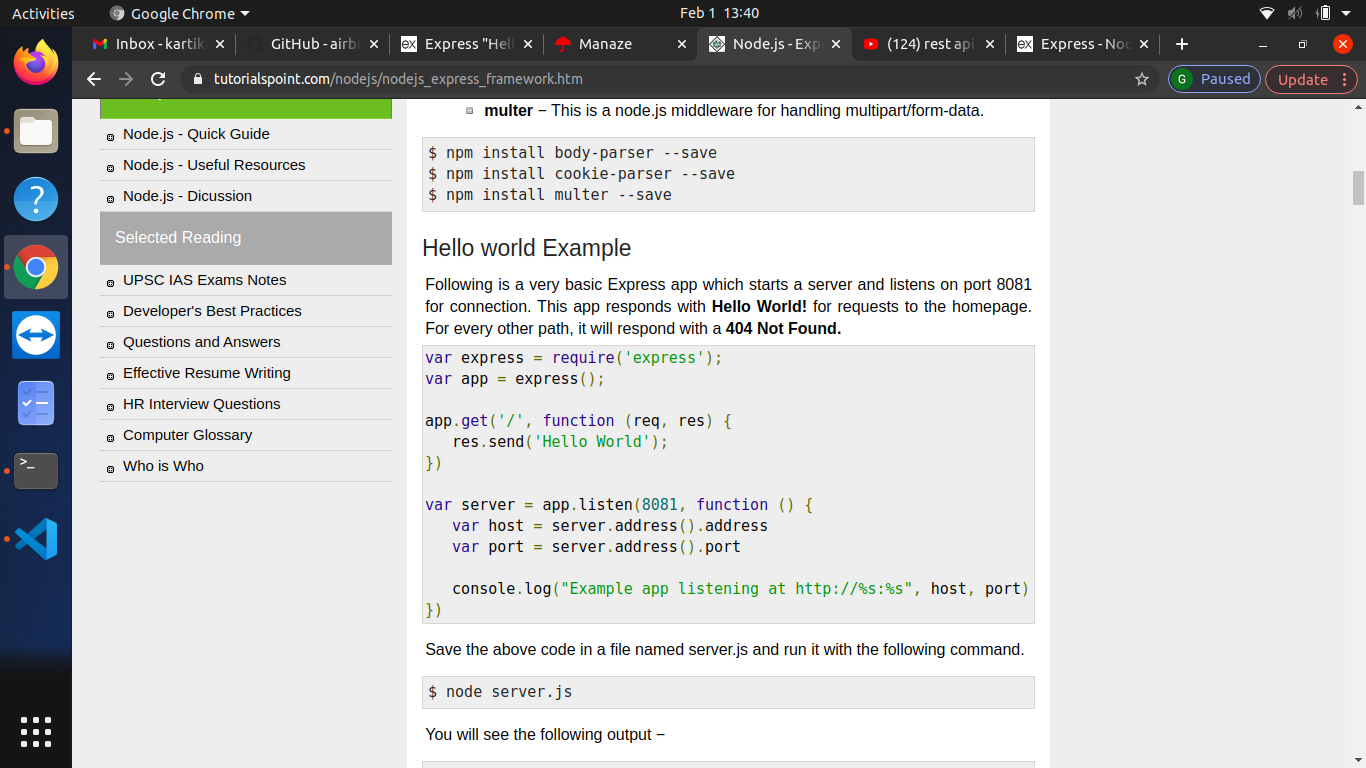 Activities
Google Chrome
Feb 1 13:40
Inbox - kartik
GitHub - airbn
Express "Hell
Manaze
Node.js - Exp
(124) rest api
Express - Nod
tutorialspoint.com/nodejs/nodejs_express_framework.htm
G Paused
Update
Node.js - Quick Guide
Node.js - Useful Resources
Node.js - Dicussion
Selected Reading
UPSC IAS Exams Notes
Developer's Best Practices
Questions and Answers
Effective Resume Writing
HR Interview Questions
Computer Glossary
Who is Who
multer − This is a node.js middleware for handling multipart/form-data.
$ npm install body-parser --save
$ npm install cookie-parser --save
$ npm install multer --save
Hello world Example
Following is a very basic Express app which starts a server and listens on port 8081
for connection. This app responds with Hello World! for requests to the homepage.
For every other path, it will respond with a 404 Not Found.
var express = require('express');
var app = express();
app.get('/', function (req, res) {
   res.send('Hello World');
})
var server = app.listen(8081, function () {
   var host = server.address().address
   var port = server.address().port
   console.log("Example app listening at http://%s:%s", host, port)
})
Save the above code in a file named server.js and run it with the following command.
$ node server.js
You will see the following output −